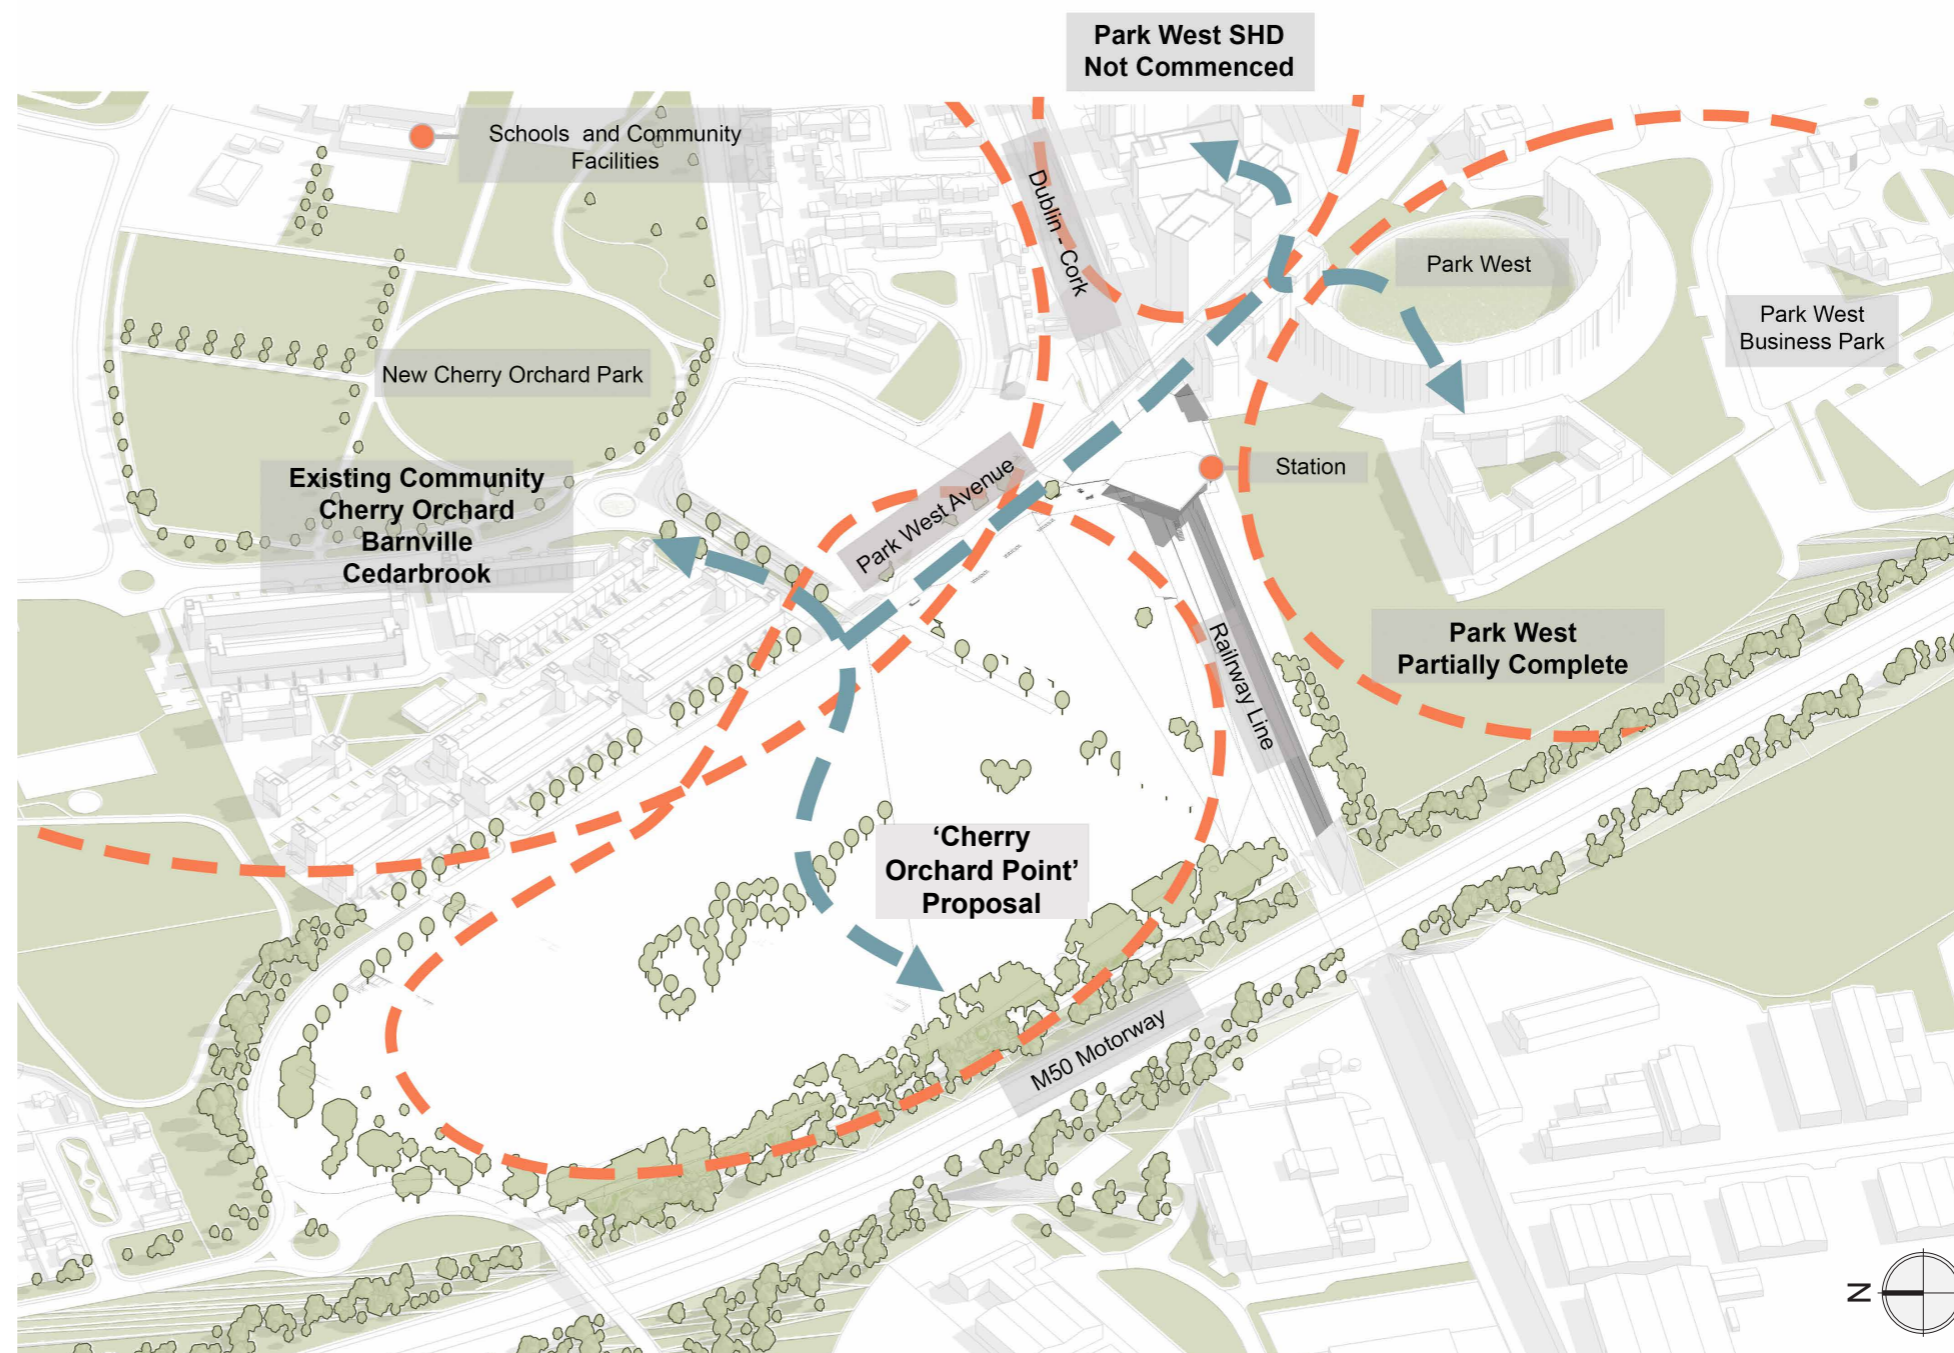 Park West SHD
Not Commenced
Schools and Community
Facilities
Dublin - Cork
Park West
Park West
Business Park
New Cherry Orchard Park
Existing Community
Cherry Orchard
Barnville
Cedarbrook
Park West Avenue
Station
Park West
Partially Complete
Railway Line
‘Cherry
Orchard Point’
Proposal
M50 Motorway
N